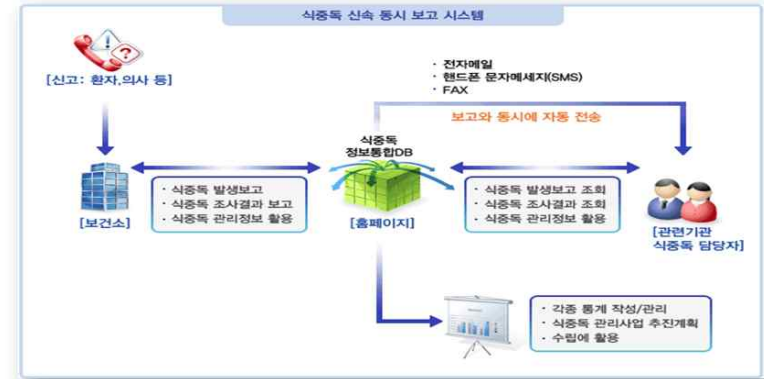 식중독 신속 동시 보고 시스템
[신고: 환자,의사 등]
· 전자메일
· 핸드폰 문자메세지(SMS)
· FAX
보고와 동시에 자동 전송
식중독
정보통합DB
· 식중독 발생보고
· 식중독 조사결과 보고
· 식중독 관리정보 활용
· 식중독 발생보고 조회
· 식중독 조사결과 조회
· 식중독 관리정보 활용
[보건소]
[홈페이지]
[관련기관
식중독 담당자]
· 각종 통계 작성/관리
· 식중독 관리사업 추진계획
· 수립에 활용